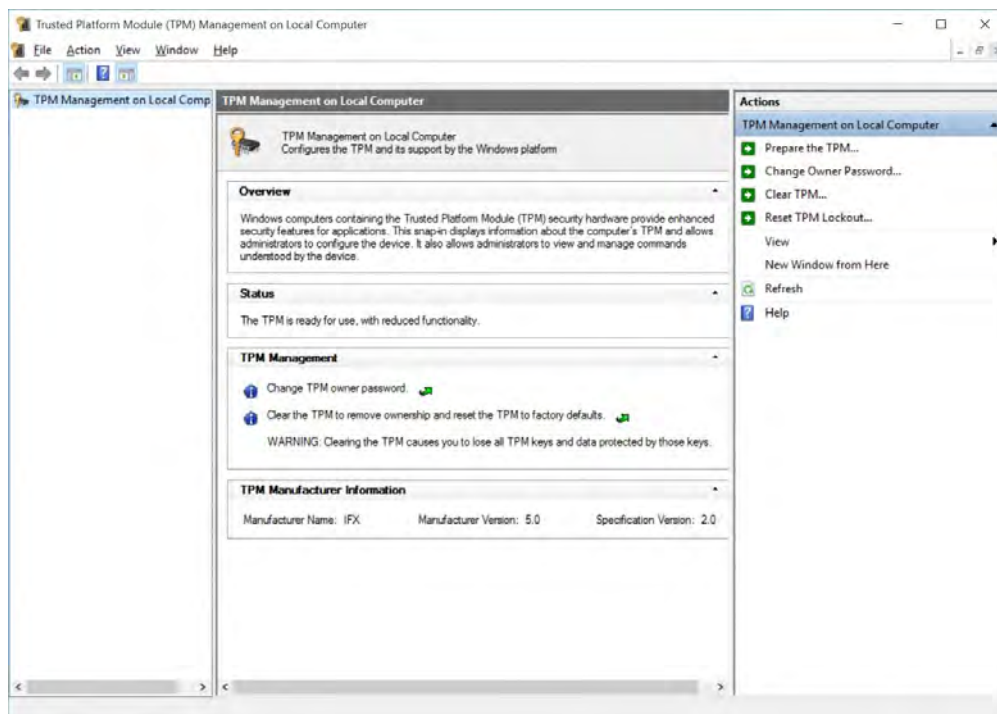 Trusted Platform Module (TPM) Management on Local Computer
File Action View Window Help
TPM Management on Local Comp
TPM Management on Local Computer
TPM Management on Local Computer
Configures the TPM and its support by the Windows platform
Overview
Windows computers containing the Trusted Platform Module (TPM) security hardware provide enhanced
security features for applications. This snap-in displays information about the computer's TPM and allows
administrators to configure the device. It also allows administrators to view and manage commands
understood by the device.
Status
The TPM is ready for use, with reduced functionality.
TPM Management
Change TPM owner password.
Clear the TPM to remove ownership and reset the TPM to factory defaults.
WARNING: Clearing the TPM causes you to lose all TPM keys and data protected by those keys.
TPM Manufacturer Information
Manufacturer Name: IFX Manufacturer Version: 5.0 Specification Version: 2.0
Actions
TPM Management on Local Computer
Prepare the TPM...
Change Owner Password...
Clear TPM...
Reset TPM Lockout...
View
New Window from Here
Refresh
Help